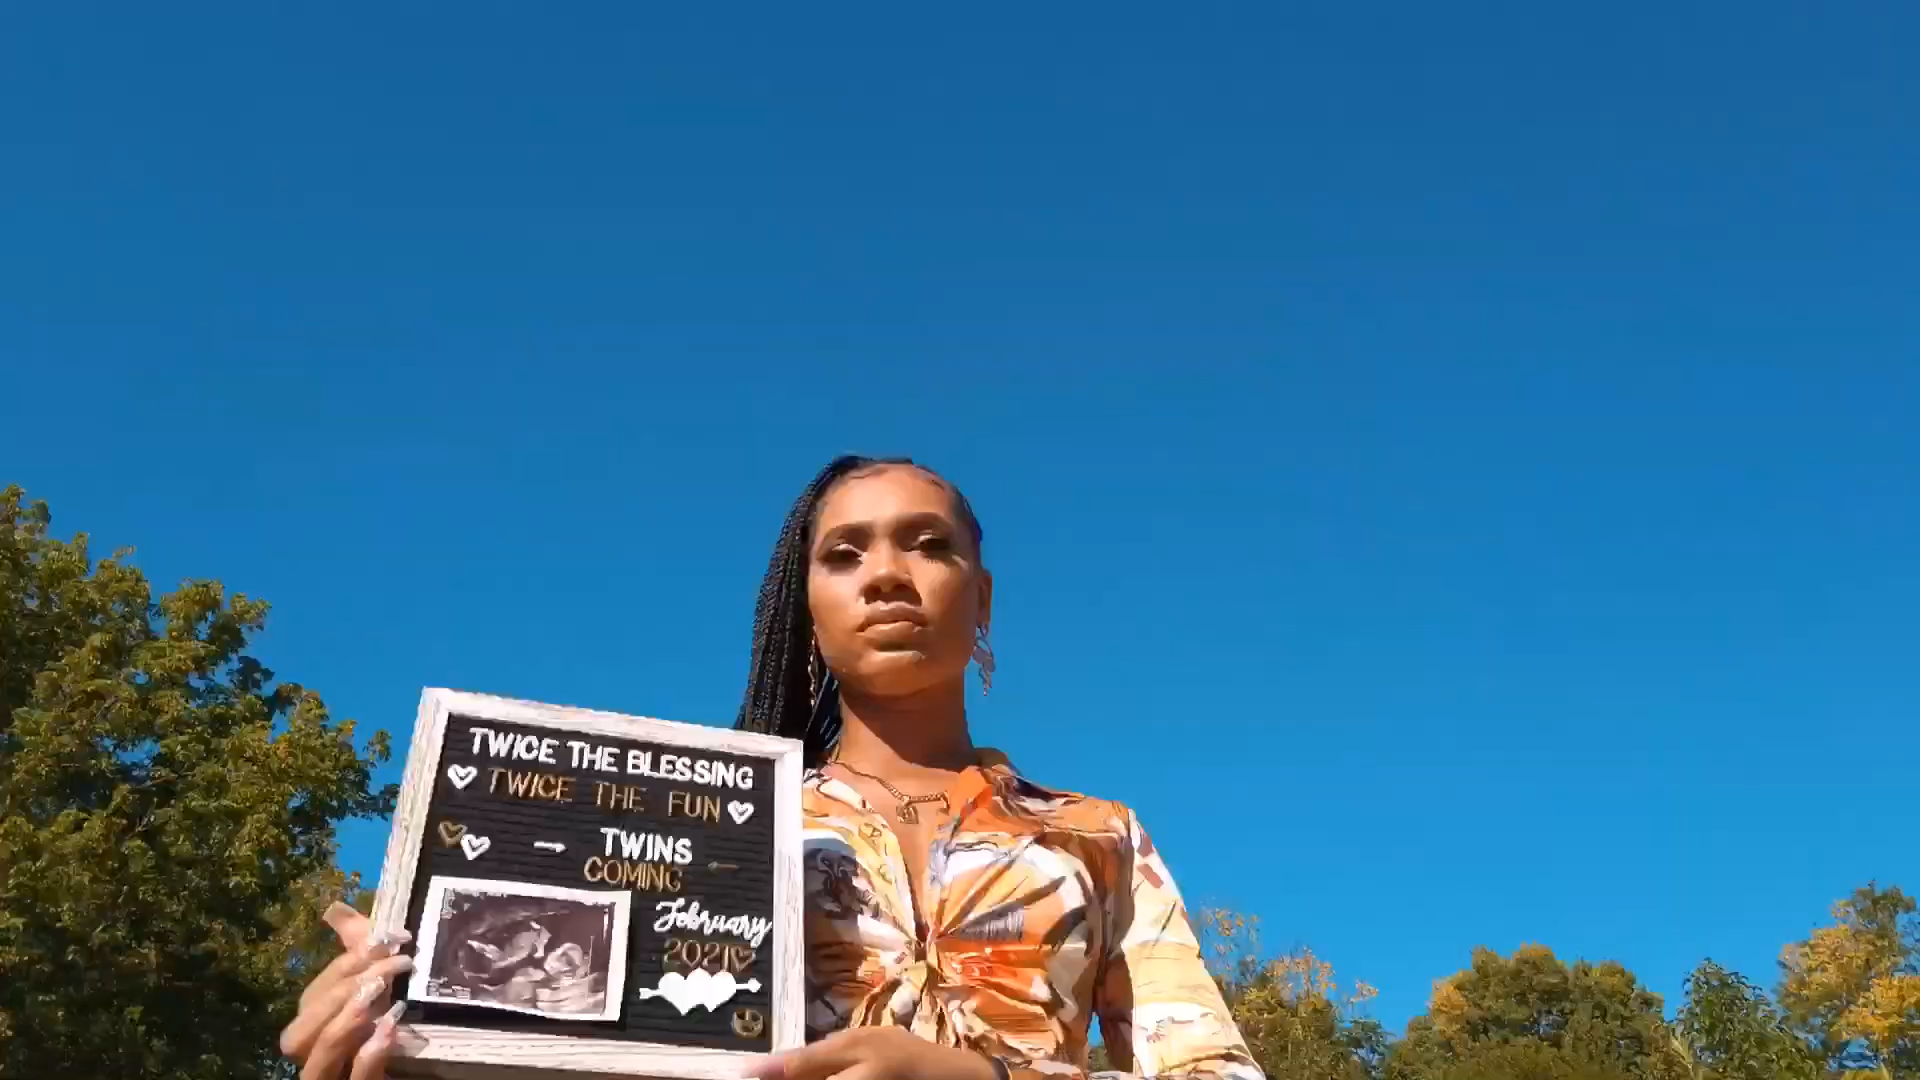 TWICE THE BLESSING
TWICE THE FUN
TWINS
COMING
February
2021